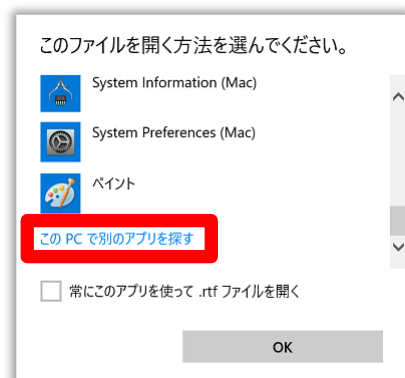 このファイルを開く方法を選んでください。
System Information (Mac)
System Preferences (Mac)
ペイント
この PC で別のアプリを探す
常にこのアプリを使って .rtf ファイルを開く
OK